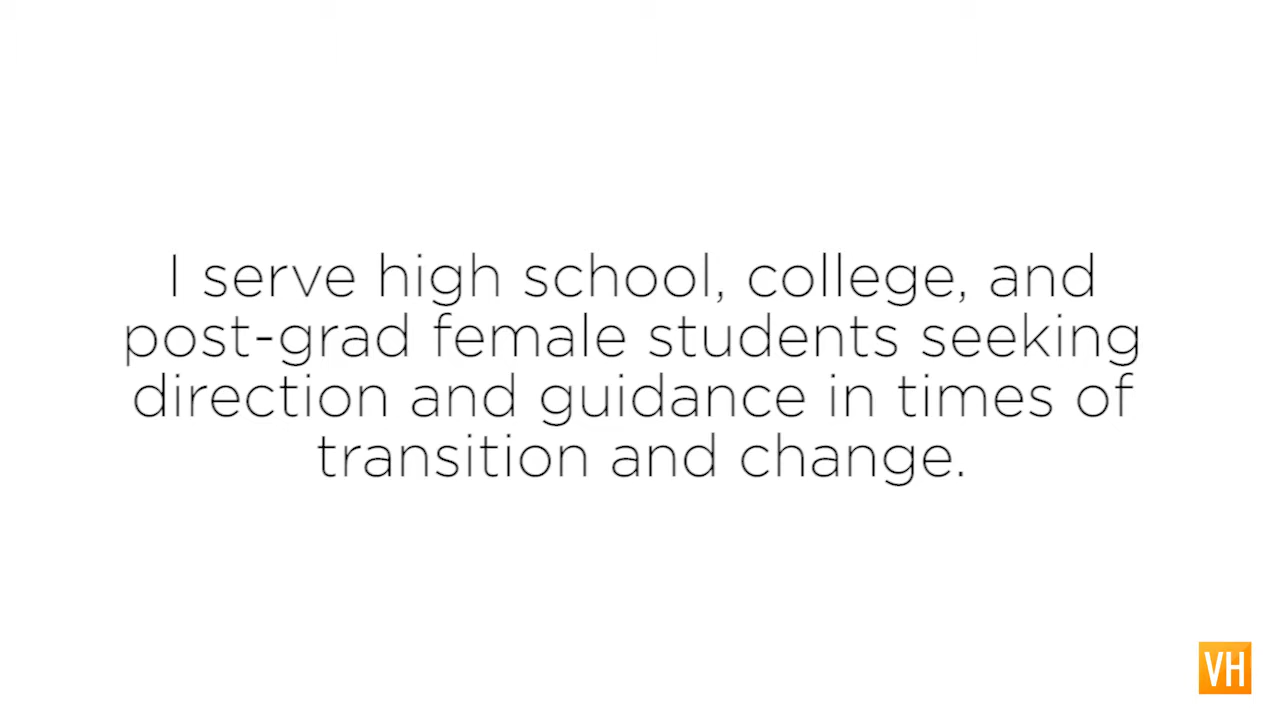 I serve high school, college, and
post-grad female students seeking
direction and guidance in times of
transition and change.
VH